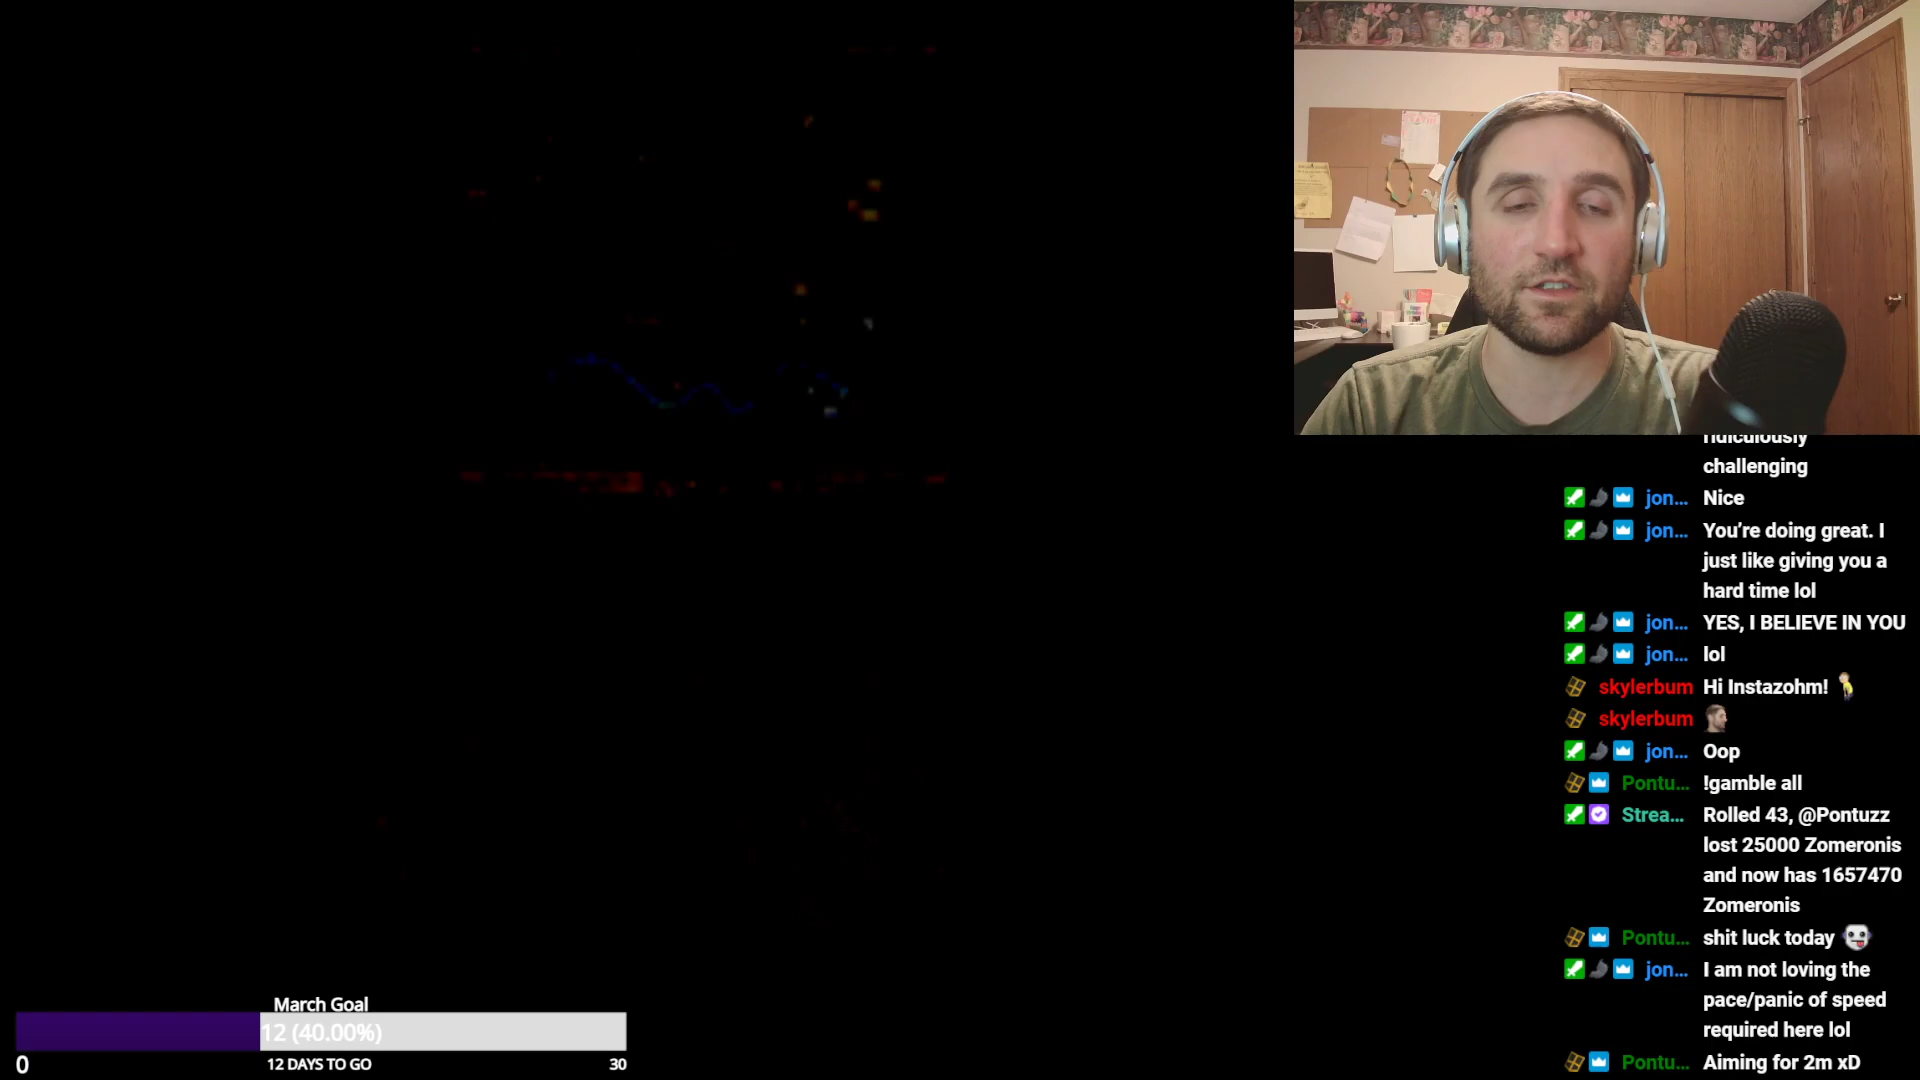 ridiculously
challenging
jon... Nice
jon... You’re doing great. I
just like giving you a
hard time lol
jon... YES, I BELIEVE IN YOU
jon... lol
skylerbum Hi Instazohm!
skylerbum
jon... Oop
Pontu... !gamble all
Strea... Rolled 43, @Pontuzz
lost 25000 Zomeronis
and now has 1657470
Zomeronis
Pontu... shit luck today
jon... I am not loving the
pace/panic of speed
required here lol
Pontu... Aiming for 2m xD
March Goal
12 (40.00%)
0 12 DAYS TO GO 30